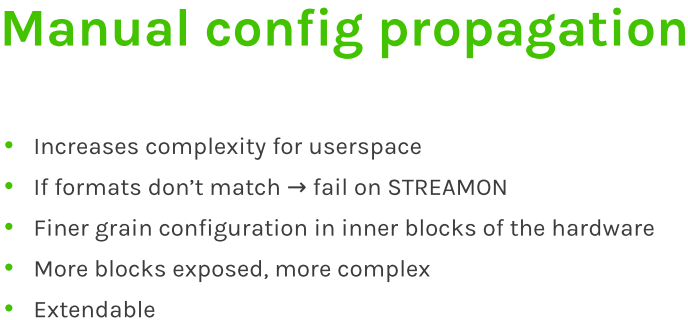 Manual config propagation
• Increases complexity for userspace
• If formats don’t match → fail on STREAMON
• Finer grain configuration in inner blocks of the hardware
• More blocks exposed, more complex
• Extendable